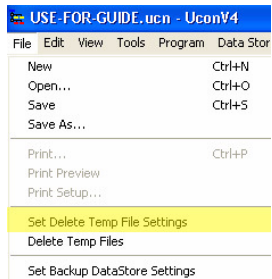 USE-FOR-GUIDE.ucn - UconV4
File Edit View Tools Program Data Stor
New Ctrl+N
Open... Ctrl+O
Save Ctrl+S
Save As...
Print... Ctrl+P
Print Preview
Print Setup...
Set Delete Temp File Settings
Delete Temp Files
Set Backup DataStore Settings